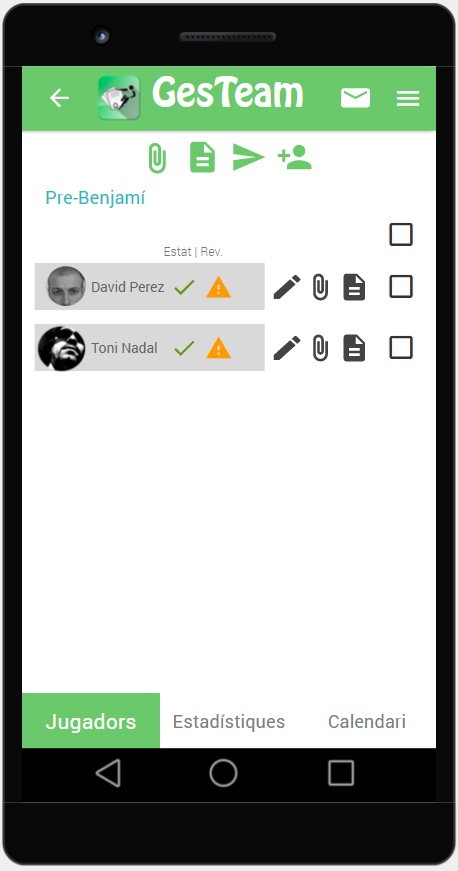 GesTeam
Pre-Benjamí
Estat | Rev.
David Perez
Toni Nadal
Jugadors Estadístiques Calendari